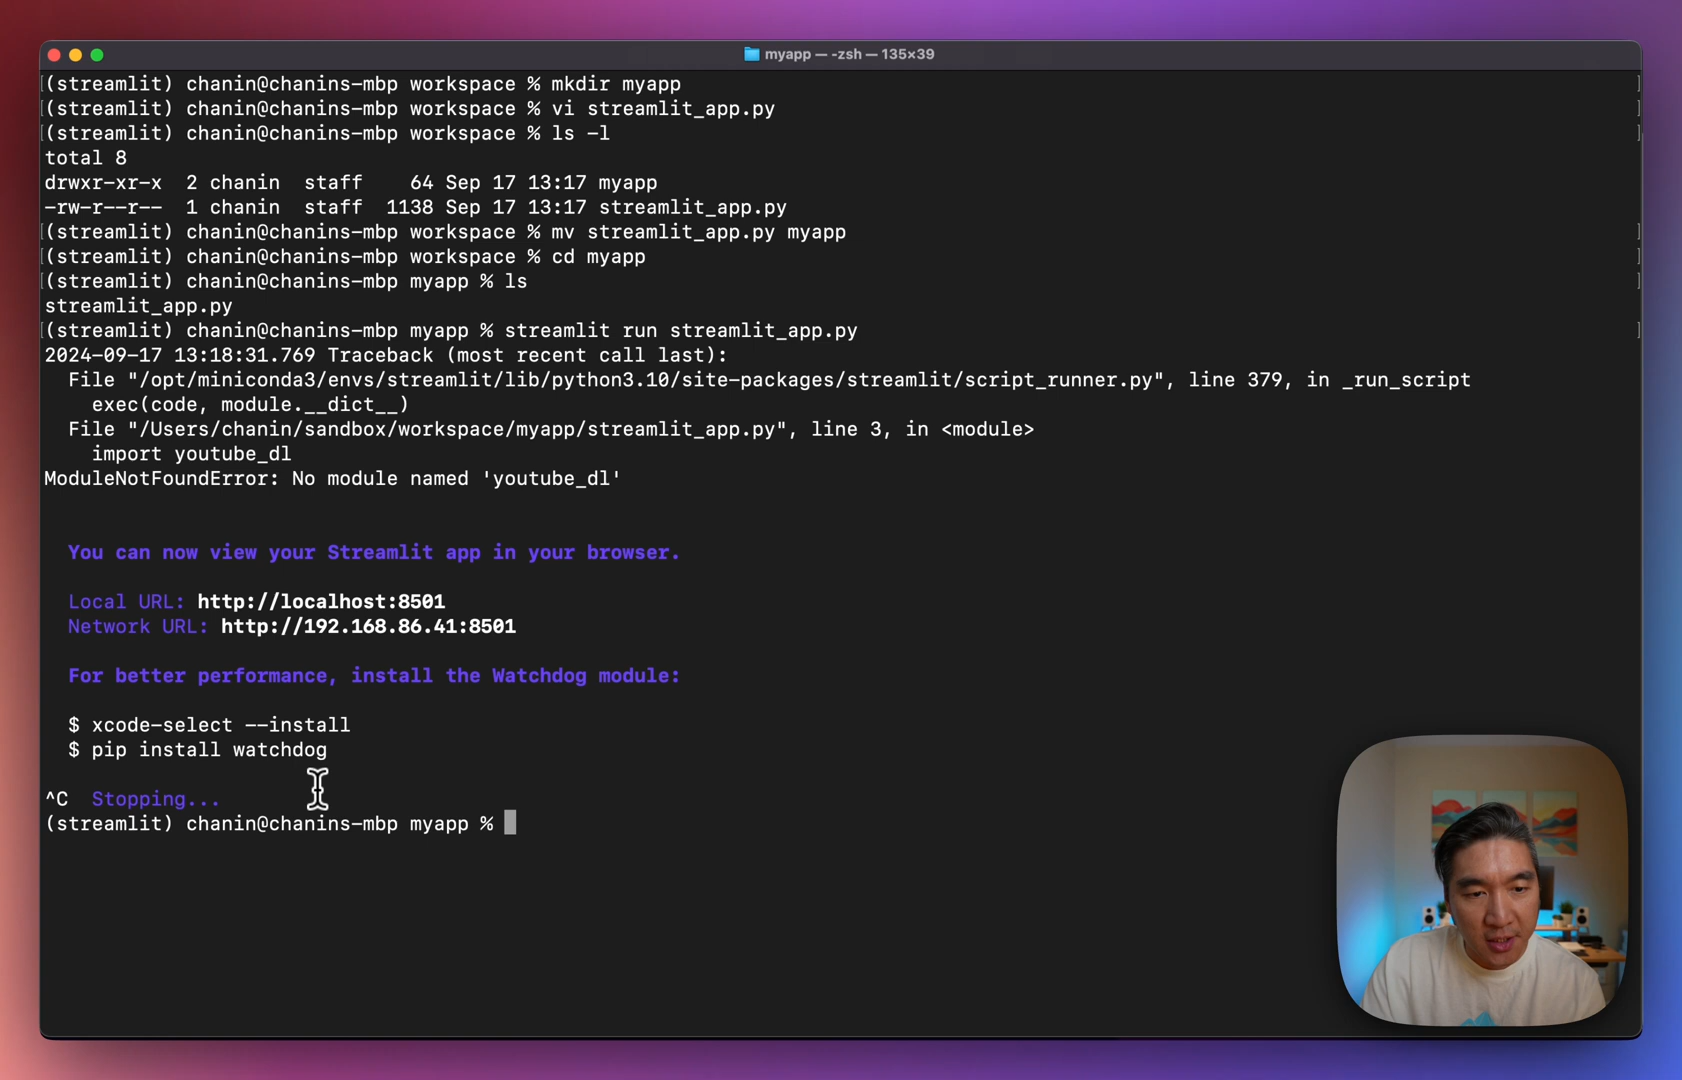 myapp — -zsh — 135×39
[(streamlit) chanin@chanins-mbp workspace % mkdir myapp ]
[(streamlit) chanin@chanins-mbp workspace % vi streamlit_app.py ]
[(streamlit) chanin@chanins-mbp workspace % ls -l ]
total 8
drwxr-xr-x  2 chanin  staff    64 Sep 17 13:17 myapp
-rw-r--r--  1 chanin  staff  1138 Sep 17 13:17 streamlit_app.py
[(streamlit) chanin@chanins-mbp workspace % mv streamlit_app.py myapp ]
[(streamlit) chanin@chanins-mbp workspace % cd myapp ]
[(streamlit) chanin@chanins-mbp myapp % ls ]
streamlit_app.py
[(streamlit) chanin@chanins-mbp myapp % streamlit run streamlit_app.py ]
2024-09-17 13:18:31.769 Traceback (most recent call last):
  File "/opt/miniconda3/envs/streamlit/lib/python3.10/site-packages/streamlit/script_runner.py", line 379, in _run_script
    exec(code, module.__dict__)
  File "/Users/chanin/sandbox/workspace/myapp/streamlit_app.py", line 3, in <module>
    import youtube_dl
ModuleNotFoundError: No module named 'youtube_dl'
  You can now view your Streamlit app in your browser.
  Local URL: http://localhost:8501
  Network URL: http://192.168.86.41:8501
  For better performance, install the Watchdog module:
  $ xcode-select --install
  $ pip install watchdog
^C  Stopping...
(streamlit) chanin@chanins-mbp myapp %